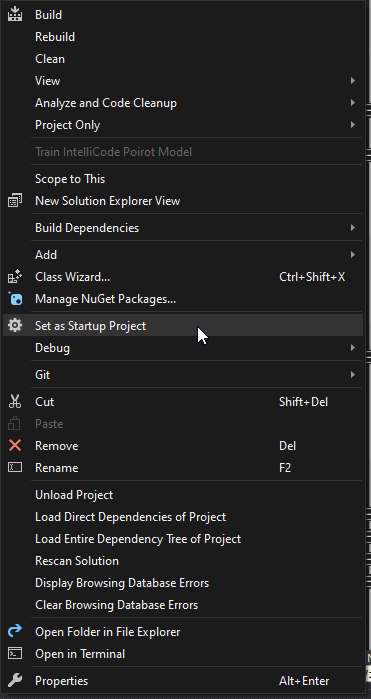 Build
Rebuild
Clean
View
Analyze and Code Cleanup
Project Only
Train IntelliCode Poirot Model
Scope to This
New Solution Explorer View
Build Dependencies
Add
Class Wizard... Ctrl+Shift+X
Manage NuGet Packages...
Set as Startup Project
Debug
Git
Cut Shift+Del
Paste
Remove Del
Rename F2
Unload Project
Load Direct Dependencies of Project
Load Entire Dependency Tree of Project
Rescan Solution
Display Browsing Database Errors
Clear Browsing Database Errors
Open Folder in File Explorer
Open in Terminal
Properties Alt+Enter